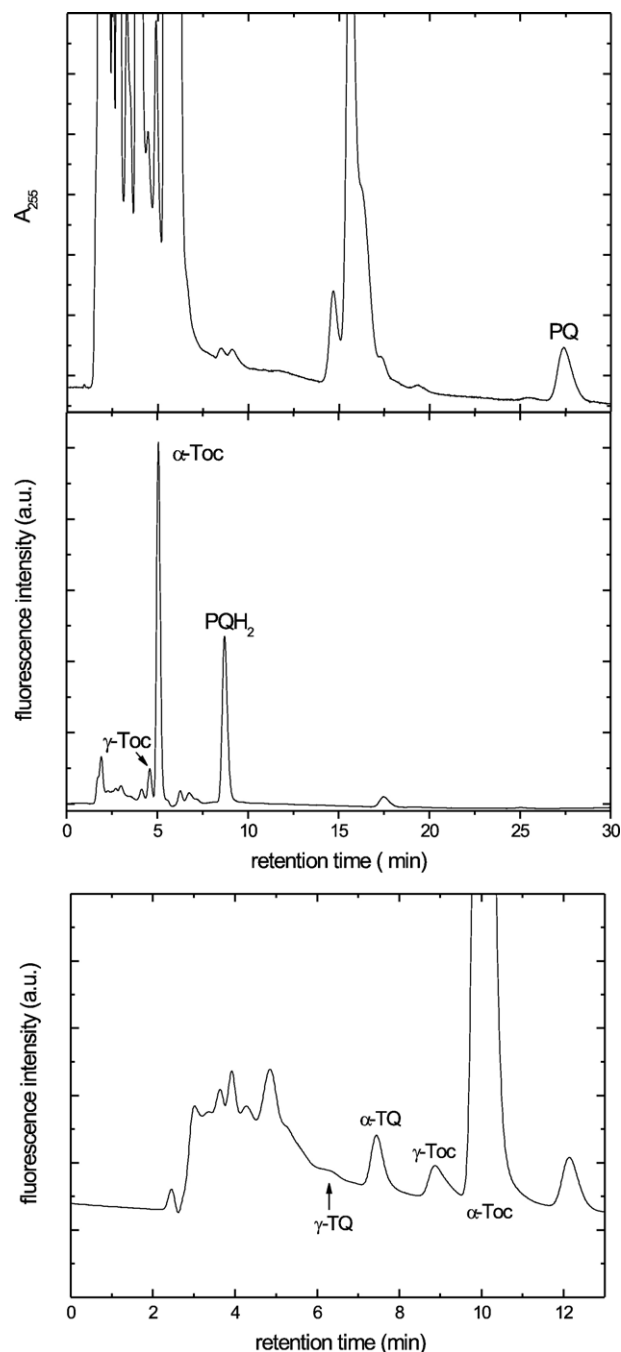 A₂₅₅
PQ
fluorescence intensity (a.u.)
α-Toc
PQH₂
γ-Toc
0 5 10 15 20 25 30
retention time ( min)
fluorescence intensity (a.u.)
α-TQ
γ-Toc
γ-TQ
α-Toc
0 2 4 6 8 10 12
retention time (min)